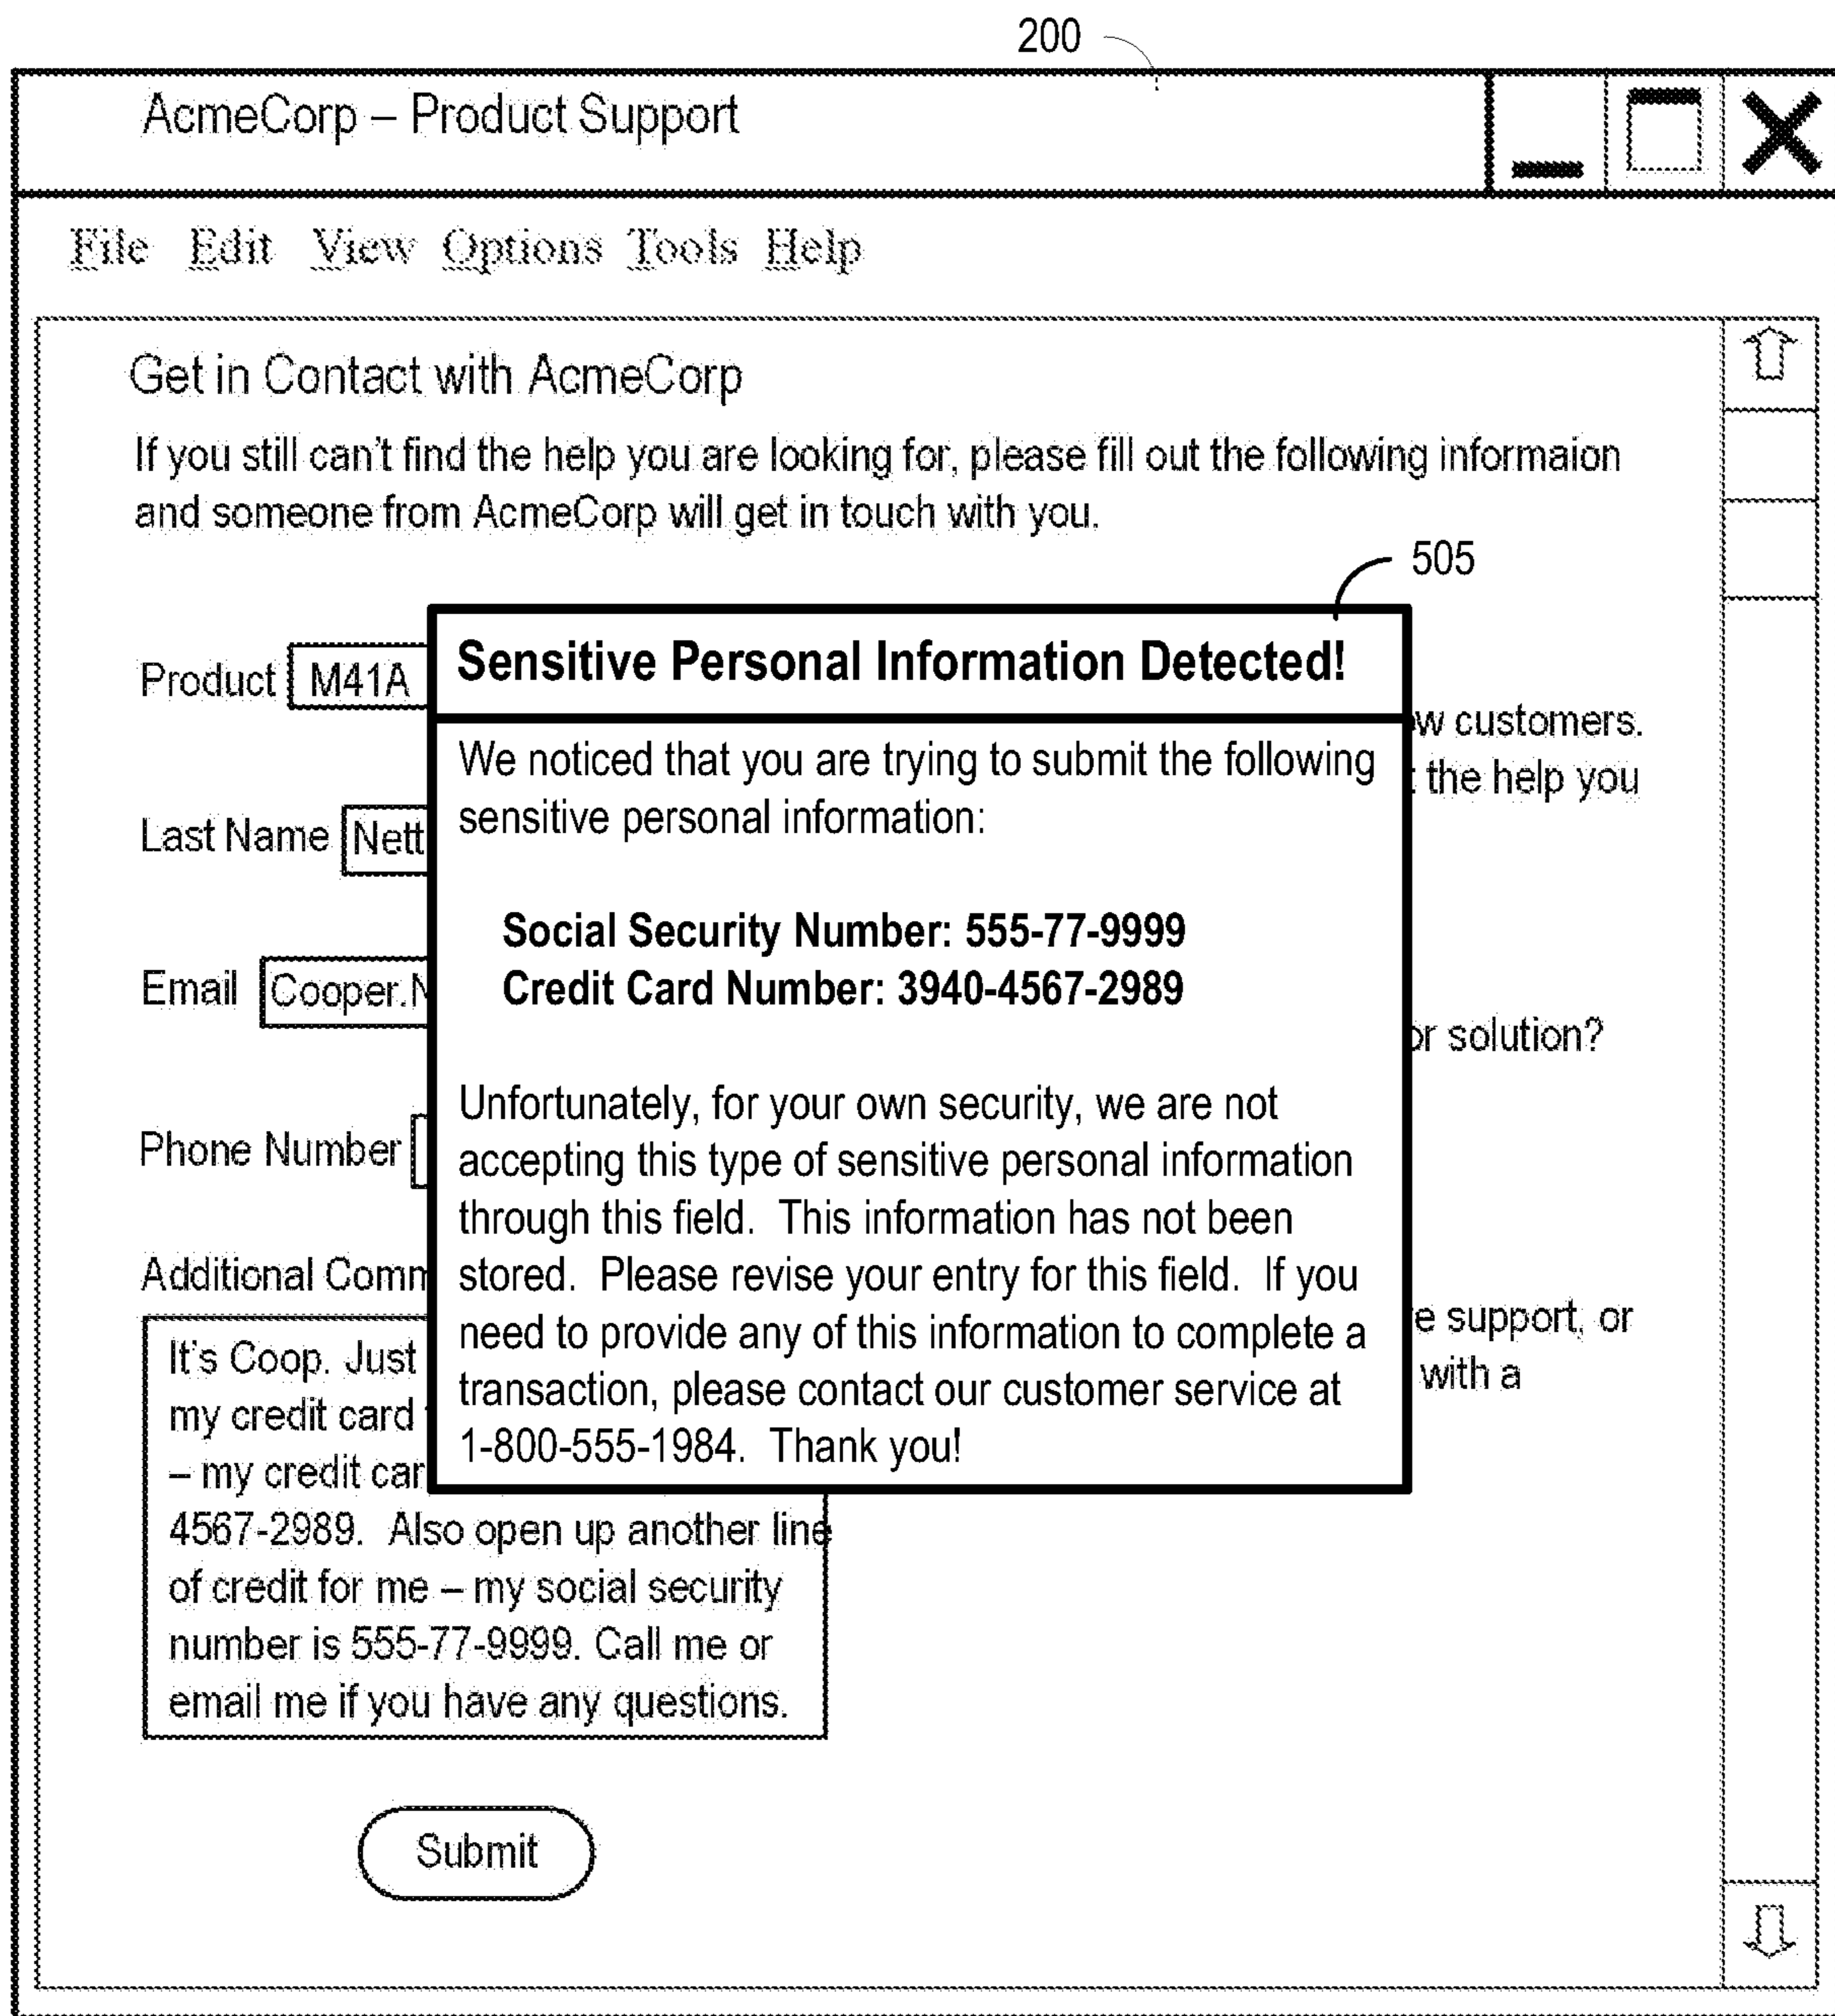 200
AcmeCorp – Product Support
File Edit View Options Tools Help
Get in Contact with AcmeCorp
If you still can't find the help you are looking for, please fill out the following informaion
and someone from AcmeCorp will get in touch with you.
505
Sensitive Personal Information Detected!
We noticed that you are trying to submit the following
sensitive personal information:
Social Security Number: 555-77-9999
Credit Card Number: 3940-4567-2989
Unfortunately, for your own security, we are not
accepting this type of sensitive personal information
through this field. This information has not been
stored. Please revise your entry for this field. If you
need to provide any of this information to complete a
transaction, please contact our customer service at
1-800-555-1984. Thank you!
Product M41A
Last Name Nett
Email Cooper.N
Phone Number
Additional Comm
It's Coop. Just
my credit card
– my credit car
4567-2989. Also open up another line
of credit for me – my social security
number is 555-77-9999. Call me or
email me if you have any questions.
w customers.
the help you
or solution?
e support, or
with a
Submit